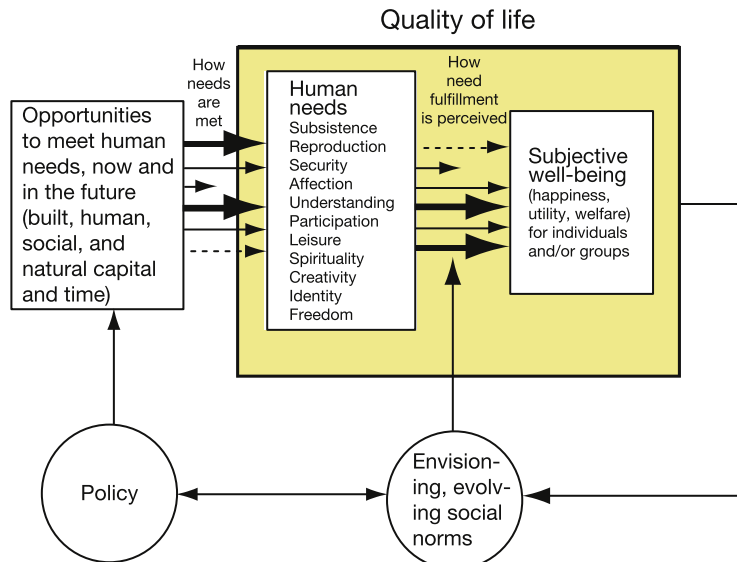 Quality of life
How
needs
are
met
Opportunities
to meet human
needs, now and
in the future
(built, human,
social, and
natural capital
and time)
Human
needs
Subsistence
Reproduction
Security
Affection
Understanding
Participation
Leisure
Spirituality
Creativity
Identity
Freedom
How
need
fulfillment
is perceived
Subjective
well-being
(happiness,
utility, welfare)
for individuals
and/or groups
Policy
Envision-
ing, evolv-
ing social
norms